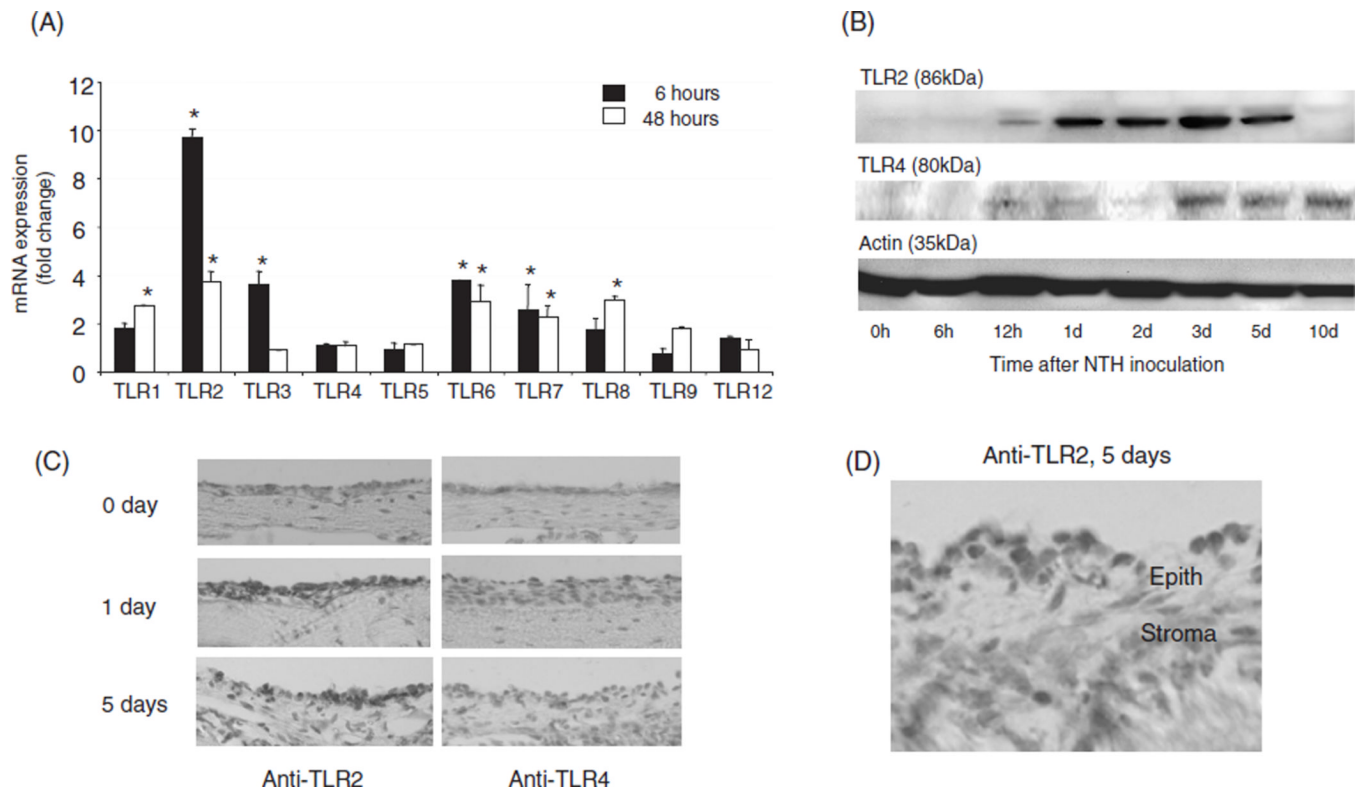 (A)
mRNA expression
(fold change)
12
10
8
6
4
2
0
6 hours
48 hours
*
*
*
*
*
*
*
*
*
TLR1
TLR2
TLR3
TLR4
TLR5
TLR6
TLR7
TLR8
TLR9
TLR12
(B)
TLR2 (86kDa)
TLR4 (80kDa)
Actin (35kDa)
0h 6h 12h 1d 2d 3d 5d 10d
Time after NTH inoculation
(C)
0 day
1 day
5 days
Anti-TLR2
Anti-TLR4
(D)
Anti-TLR2, 5 days
Epith
Stroma